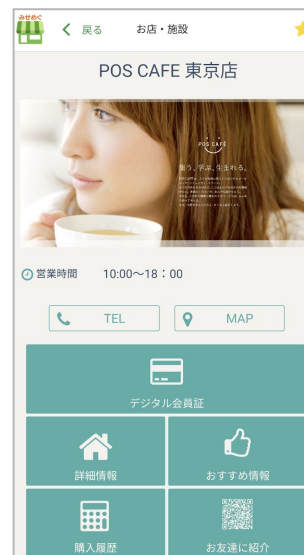 みせめぐ
戻る
お店・施設
POS CAFE 東京店
POS CAFE
集う、学ぶ、生まれる。
営業時間 10:00～18：00
TEL
MAP
デジタル会員証
詳細情報
おすすめ情報
購入履歴
お友達に紹介